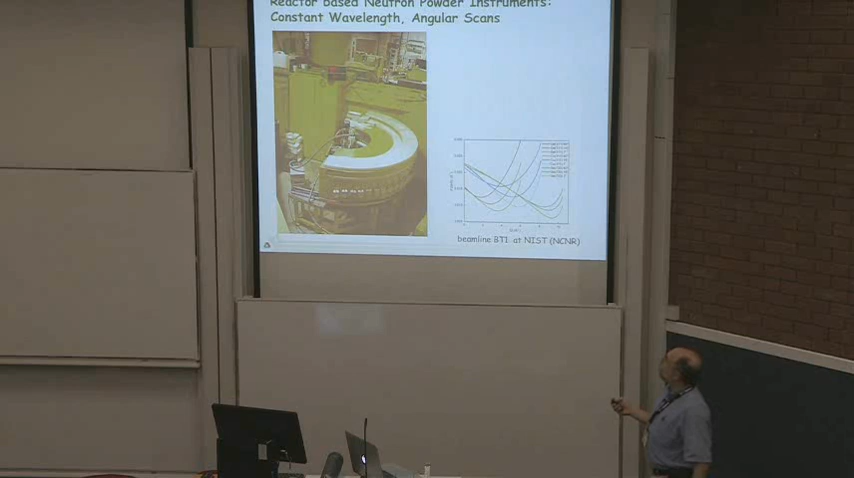 Reactor Based Neutron Powder Instruments:
Constant Wavelength, Angular Scans
beamline BT1 at NIST (NCNR)